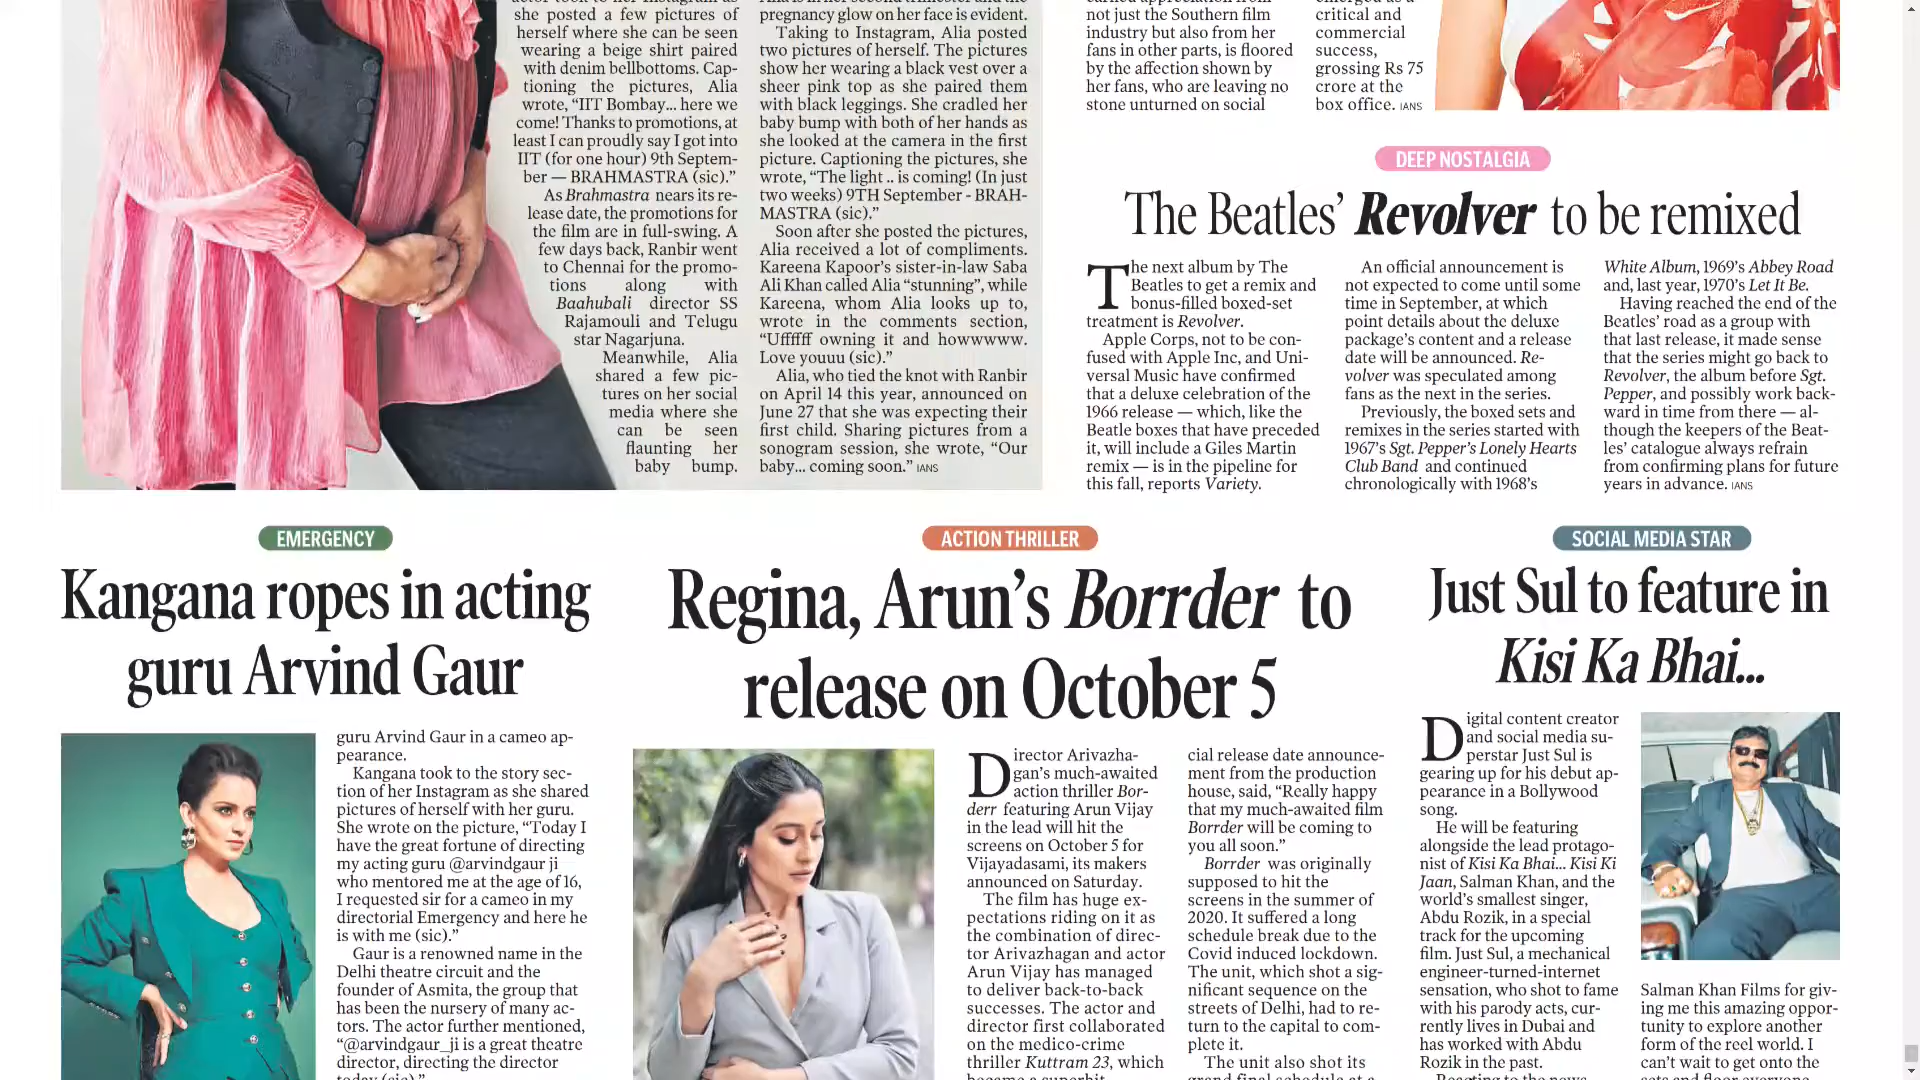 she posted a few pictures of
herself where she can be seen
wearing a beige shirt paired
with denim bellbottoms. Cap-
tioning the pictures, Alia
wrote, “IIT Bombay... here we
come! Thanks to promotions, at
least I can proudly say I got into
IIT (for one hour) 9th Septem-
ber — BRAHMASTRA (sic).”
As Brahmastra nears its re-
lease date, the promotions for
the film are in full-swing. A
few days back, Ranbir went
to Chennai for the promo-
tions along with
Baahubali director SS
Rajamouli and Telugu
star Nagarjuna.
Meanwhile, Alia
shared a few pic-
tures on her social
media where she
can be seen
flaunting her
baby bump.
pregnancy glow on her face is evident.
Taking to Instagram, Alia posted
two pictures of herself. The pictures
show her wearing a black vest over a
sheer pink top as she paired them
with black leggings. She cradled her
baby bump with both of her hands as
she looked at the camera in the first
picture. Captioning the pictures, she
wrote, “The light .. is coming! (In just
two weeks) 9TH September - BRAH-
MASTRA (sic).”
Soon after she posted the pictures,
Alia received a lot of compliments.
Kareena Kapoor’s sister-in-law Saba
Ali Khan called Alia “stunning”, while
Kareena, whom Alia looks up to,
wrote in the comments section,
“Uffffff owning it and howwwww.
Love youuu (sic).”
Alia, who tied the knot with Ranbir
on April 14 this year, announced on
June 27 that she was expecting their
first child. Sharing pictures from a
sonogram session, she wrote, “Our
baby... coming soon.” IANS
not just the Southern film
industry but also from her
fans in other parts, is floored
by the affection shown by
her fans, who are leaving no
stone unturned on social
critical and
commercial
success,
grossing Rs 75
crore at the
box office. IANS
DEEP NOSTALGIA
The Beatles’ Revolver to be remixed
The next album by The
Beatles to get a remix and
bonus-filled boxed-set
treatment is Revolver.
Apple Corps, not to be con-
fused with Apple Inc, and Uni-
versal Music have confirmed
that a deluxe celebration of the
1966 release — which, like the
Beatle boxes that have preceded
it, will include a Giles Martin
remix — is in the pipeline for
this fall, reports Variety.
An official announcement is
not expected to come until some
time in September, at which
point details about the deluxe
package’s content and a release
date will be announced. Re-
volver was speculated among
fans as the next in the series.
Previously, the boxed sets and
remixes in the series started with
1967’s Sgt. Pepper’s Lonely Hearts
Club Band and continued
chronologically with 1968’s
White Album, 1969’s Abbey Road
and, last year, 1970’s Let It Be.
Having reached the end of the
Beatles’ road as a group with
that last release, it made sense
that the series might go back to
Revolver, the album before Sgt.
Pepper, and possibly work back-
ward in time from there — al-
though the keepers of the Beat-
les’ catalogue always refrain
from confirming plans for future
years in advance. IANS
EMERGENCY
Kangana ropes in acting
guru Arvind Gaur
guru Arvind Gaur in a cameo ap-
pearance.
Kangana took to the story sec-
tion of her Instagram as she shared
pictures of herself with her guru.
She wrote on the picture, “Today I
have the great fortune of directing
my acting guru @arvindgaur ji
who mentored me at the age of 16,
I requested sir for a cameo in my
directorial Emergency and here he
is with me (sic).”
Gaur is a renowned name in the
Delhi theatre circuit and the
founder of Asmita, the group that
has been the nursery of many ac-
tors. The actor further mentioned,
“@arvindgaur_ji is a great theatre
director, directing the director
today (sic).”
ACTION THRILLER
Regina, Arun’s Borrder to
release on October 5
Director Arivazha-
gan’s much-awaited
action thriller Bor-
derr featuring Arun Vijay
in the lead will hit the
screens on October 5 for
Vijayadasami, its makers
announced on Saturday.
The film has huge ex-
pectations riding on it as
the combination of direc-
tor Arivazhagan and actor
Arun Vijay has managed
to deliver back-to-back
successes. The actor and
director first collaborated
on the medico-crime
thriller Kuttram 23, which
became a superhit
cial release date announce-
ment from the production
house, said, “Really happy
that my much-awaited film
Borrder will be coming to
you all soon.”
Borrder was originally
supposed to hit the
screens in the summer of
2020. It suffered a long
schedule break due to the
Covid induced lockdown.
The unit, which shot a sig-
nificant sequence on the
streets of Delhi, had to re-
turn to the capital to com-
plete it.
The unit also shot its
grand final schedule at a
SOCIAL MEDIA STAR
Just Sul to feature in
Kisi Ka Bhai...
Digital content creator
and social media su-
perstar Just Sul is
gearing up for his debut ap-
pearance in a Bollywood
song.
He will be featuring
alongside the lead protago-
nist of Kisi Ka Bhai... Kisi Ki
Jaan, Salman Khan, and the
world’s smallest singer,
Abdu Rozik, in a special
track for the upcoming
film. Just Sul, a mechanical
engineer-turned-internet
sensation, who shot to fame
with his parody acts, cur-
rently lives in Dubai and
has worked with Abdu
Rozik in the past.
Reacting to the news,
Salman Khan Films for giv-
ing me this amazing oppor-
tunity to explore another
form of the reel world. I
can’t wait to get onto the
sets and floor everyone